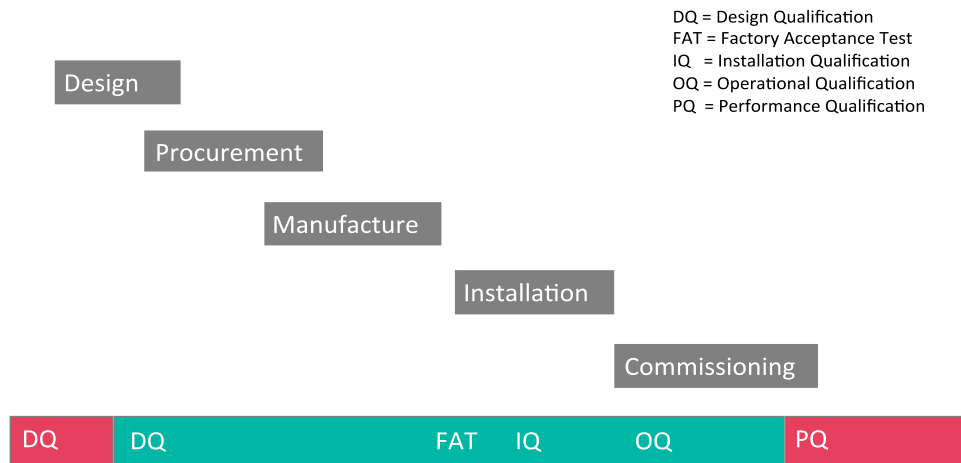 DQ = Design Qualification
FAT = Factory Acceptance Test
IQ = Installation Qualification
OQ = Operational Qualification
PQ = Performance Qualification
Design
Procurement
Manufacture
Installation
Commissioning
DQ DQ FAT IQ OQ PQ